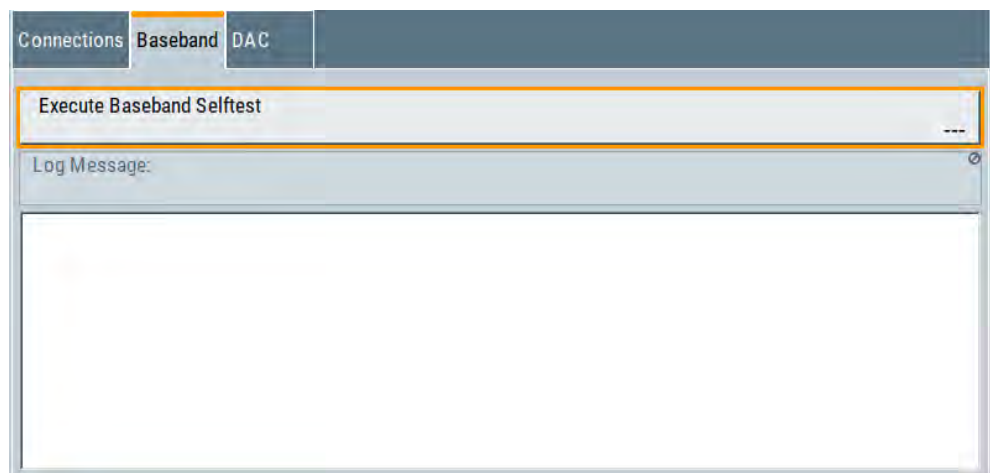 Connections Baseband DAC
Execute Baseband Selftest
---
Log Message: